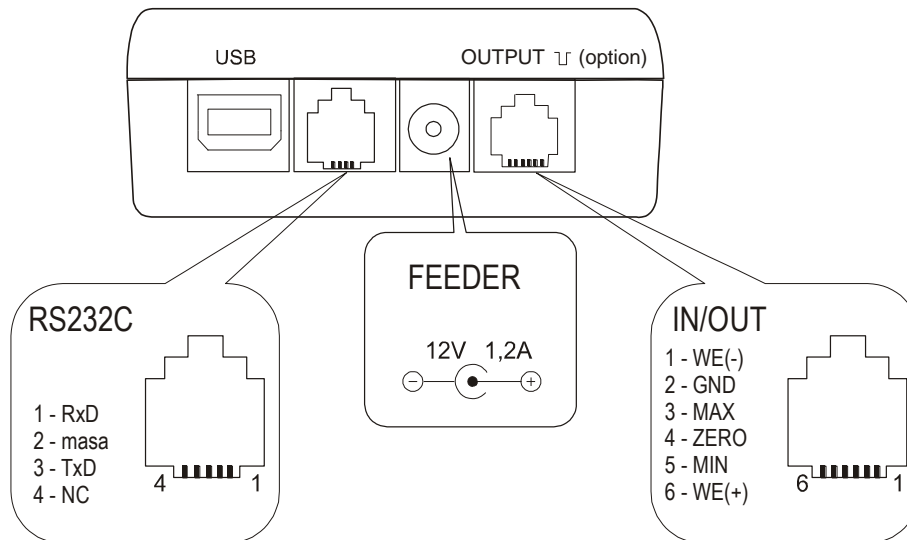 USB
OUTPUT (option)
FEEDER
12V 1,2A
RS232C
1 - RxD
2 - masa
3 - TxD
4 - NC
4 1
IN/OUT
1 - WE(-)
2 - GND
3 - MAX
4 - ZERO
5 - MIN
6 - WE(+)
6 1